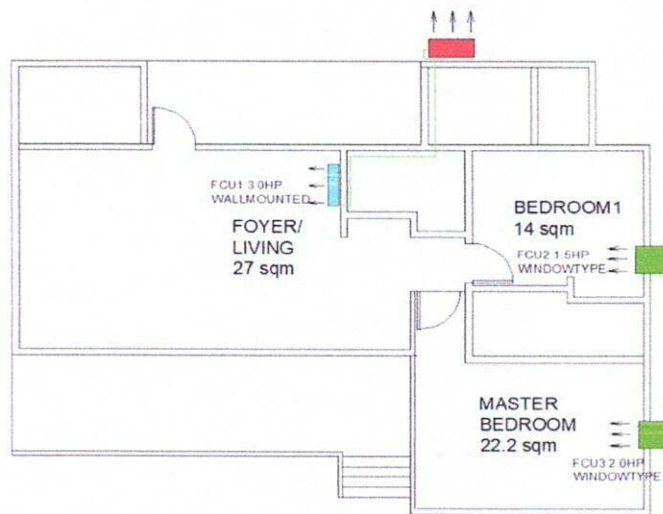 FCU1 3.0HP
WALLMOUNTED
FOYER/
LIVING
27 sqm
BEDROOM1
14 sqm
FCU2 1.5HP
WINDOWTYPE
MASTER
BEDROOM
22.2 sqm
FCU3 2.0HP
WINDOWTYPE